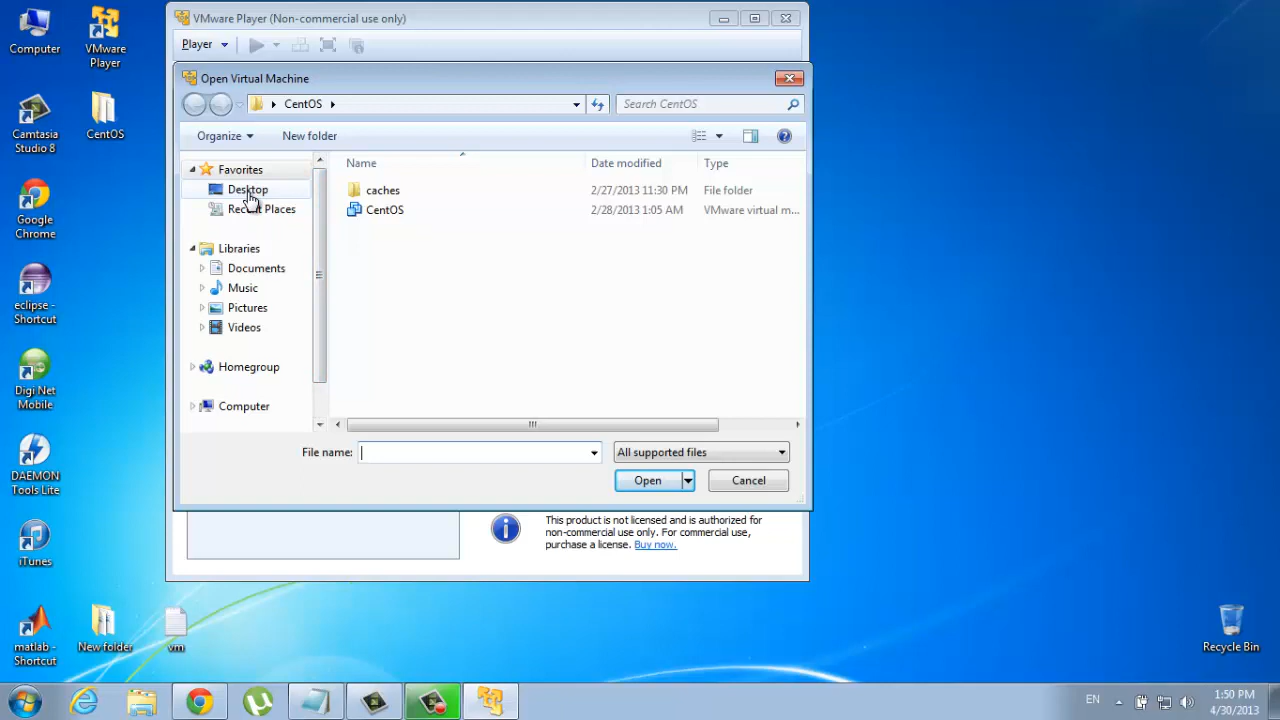 Computer
VMware
Player
Camtasia
Studio 8
CentOS
Google
Chrome
eclipse -
Shortcut
Digi Net
Mobile
DAEMON
Tools Lite
iTunes
matlab -
Shortcut
New folder
vm
VMware Player (Non-commercial use only)
Player
Open Virtual Machine
CentOS
Search CentOS
Organize
New folder
Favorites
Desktop
Recent Places
Libraries
Documents
Music
Pictures
Videos
Homegroup
Computer
Name
Date modified
Type
caches
2/27/2013 11:30 PM
File folder
CentOS
2/28/2013 1:05 AM
VMware virtual m...
File name:
All supported files
Open
Cancel
This product is not licensed and is authorized for
non-commercial use only. For commercial use,
purchase a license. Buy now.
Recycle Bin
EN
1:50 PM
4/30/2013